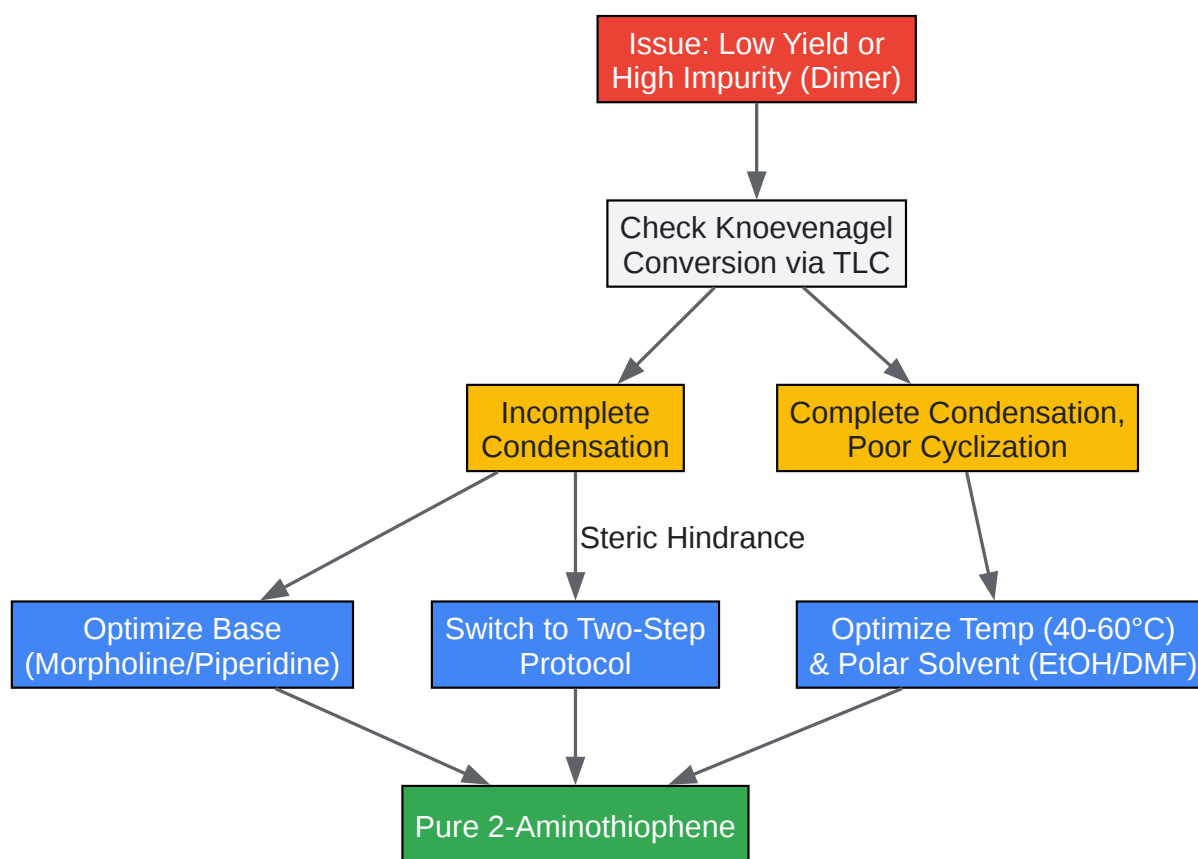 Issue: Low Yield or
High Impurity (Dimer)
Check Knoevenagel
Conversion via TLC
Incomplete
Condensation
Complete Condensation,
Poor Cyclization
Steric Hindrance
Optimize Base
(Morpholine/Piperidine)
Switch to Two-Step
Protocol
Optimize Temp (40-60°C)
& Polar Solvent (EtOH/DMF)
Pure 2-Aminothiophene